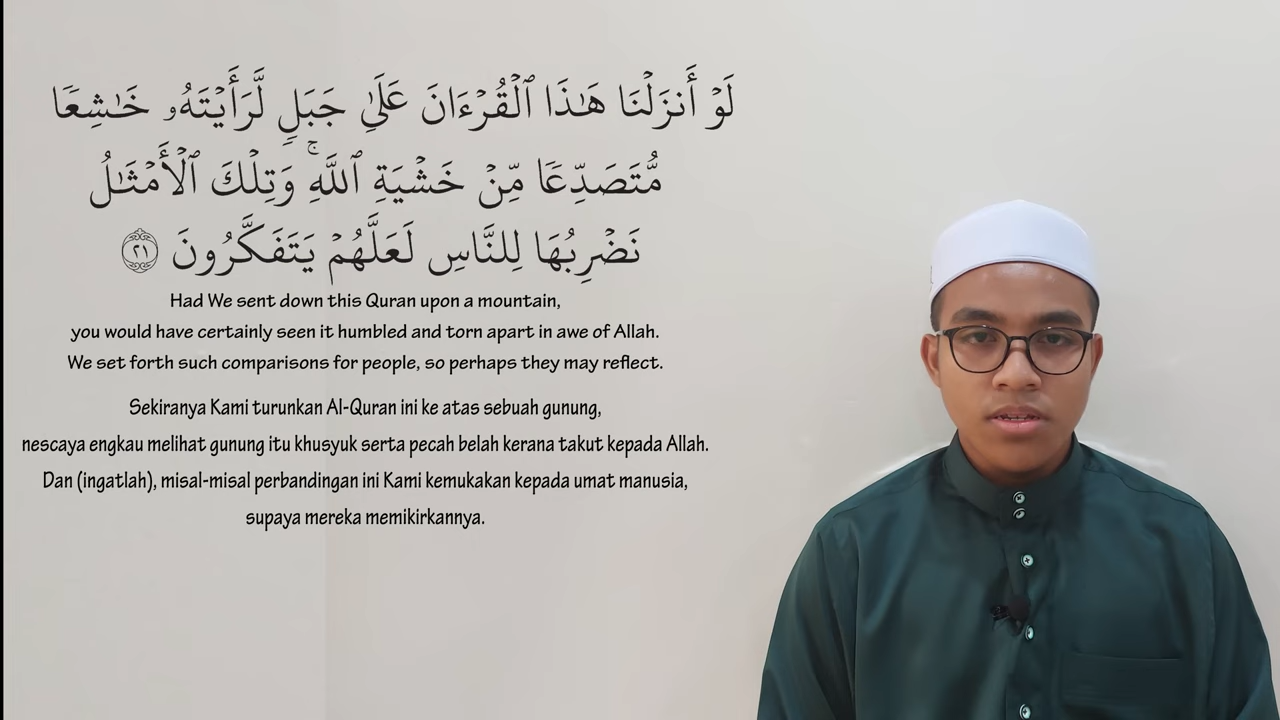 لَوْ أَنزَلْنَا هَـٰذَا ٱلْقُرْءَانَ عَلَىٰ جَبَلٍ لَّرَأَيْتَهُۥ خَـٰشِعًا
مُّتَصَدِّعًا مِّنْ خَشْيَةِ ٱللَّهِ ۚ وَتِلْكَ ٱلْأَمْثَـٰلُ
نَضْرِبُهَا لِلنَّاسِ لَعَلَّهُمْ يَتَفَكَّرُونَ ٢١
Had We sent down this Quran upon a mountain,
you would have certainly seen it humbled and torn apart in awe of Allah.
We set forth such comparisons for people, so perhaps they may reflect.
Sekiranya Kami turunkan Al-Quran ini ke atas sebuah gunung,
nescaya engkau melihat gunung itu khusyuk serta pecah belah kerana takut kepada Allah.
Dan (ingatlah), misal-misal perbandingan ini Kami kemukakan kepada umat manusia,
supaya mereka memikirkannya.